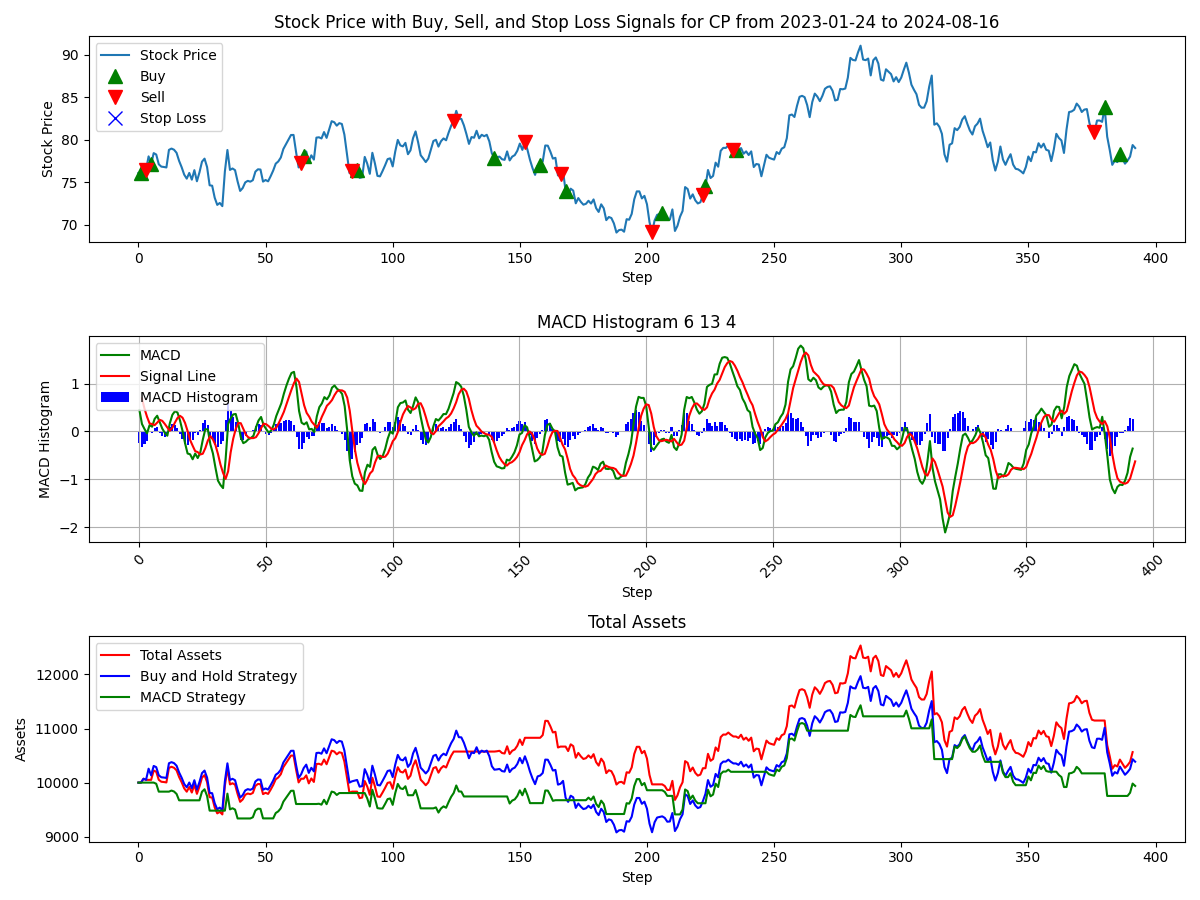 Stock Price with Buy, Sell, and Stop Loss Signals for CP from 2023-01-24 to 2024-08-16
Stock Price
90
85
80
75
70
Stock Price
Buy
Sell
Stop Loss
0 50 100 150 200 250 300 350 400
Step
MACD Histogram 6 13 4
MACD Histogram
1
0
−1
−2
MACD
Signal Line
MACD Histogram
0 50 100 150 200 250 300 350 400
Step
Total Assets
Assets
12000
11000
10000
9000
Total Assets
Buy and Hold Strategy
MACD Strategy
0 50 100 150 200 250 300 350 400
Step